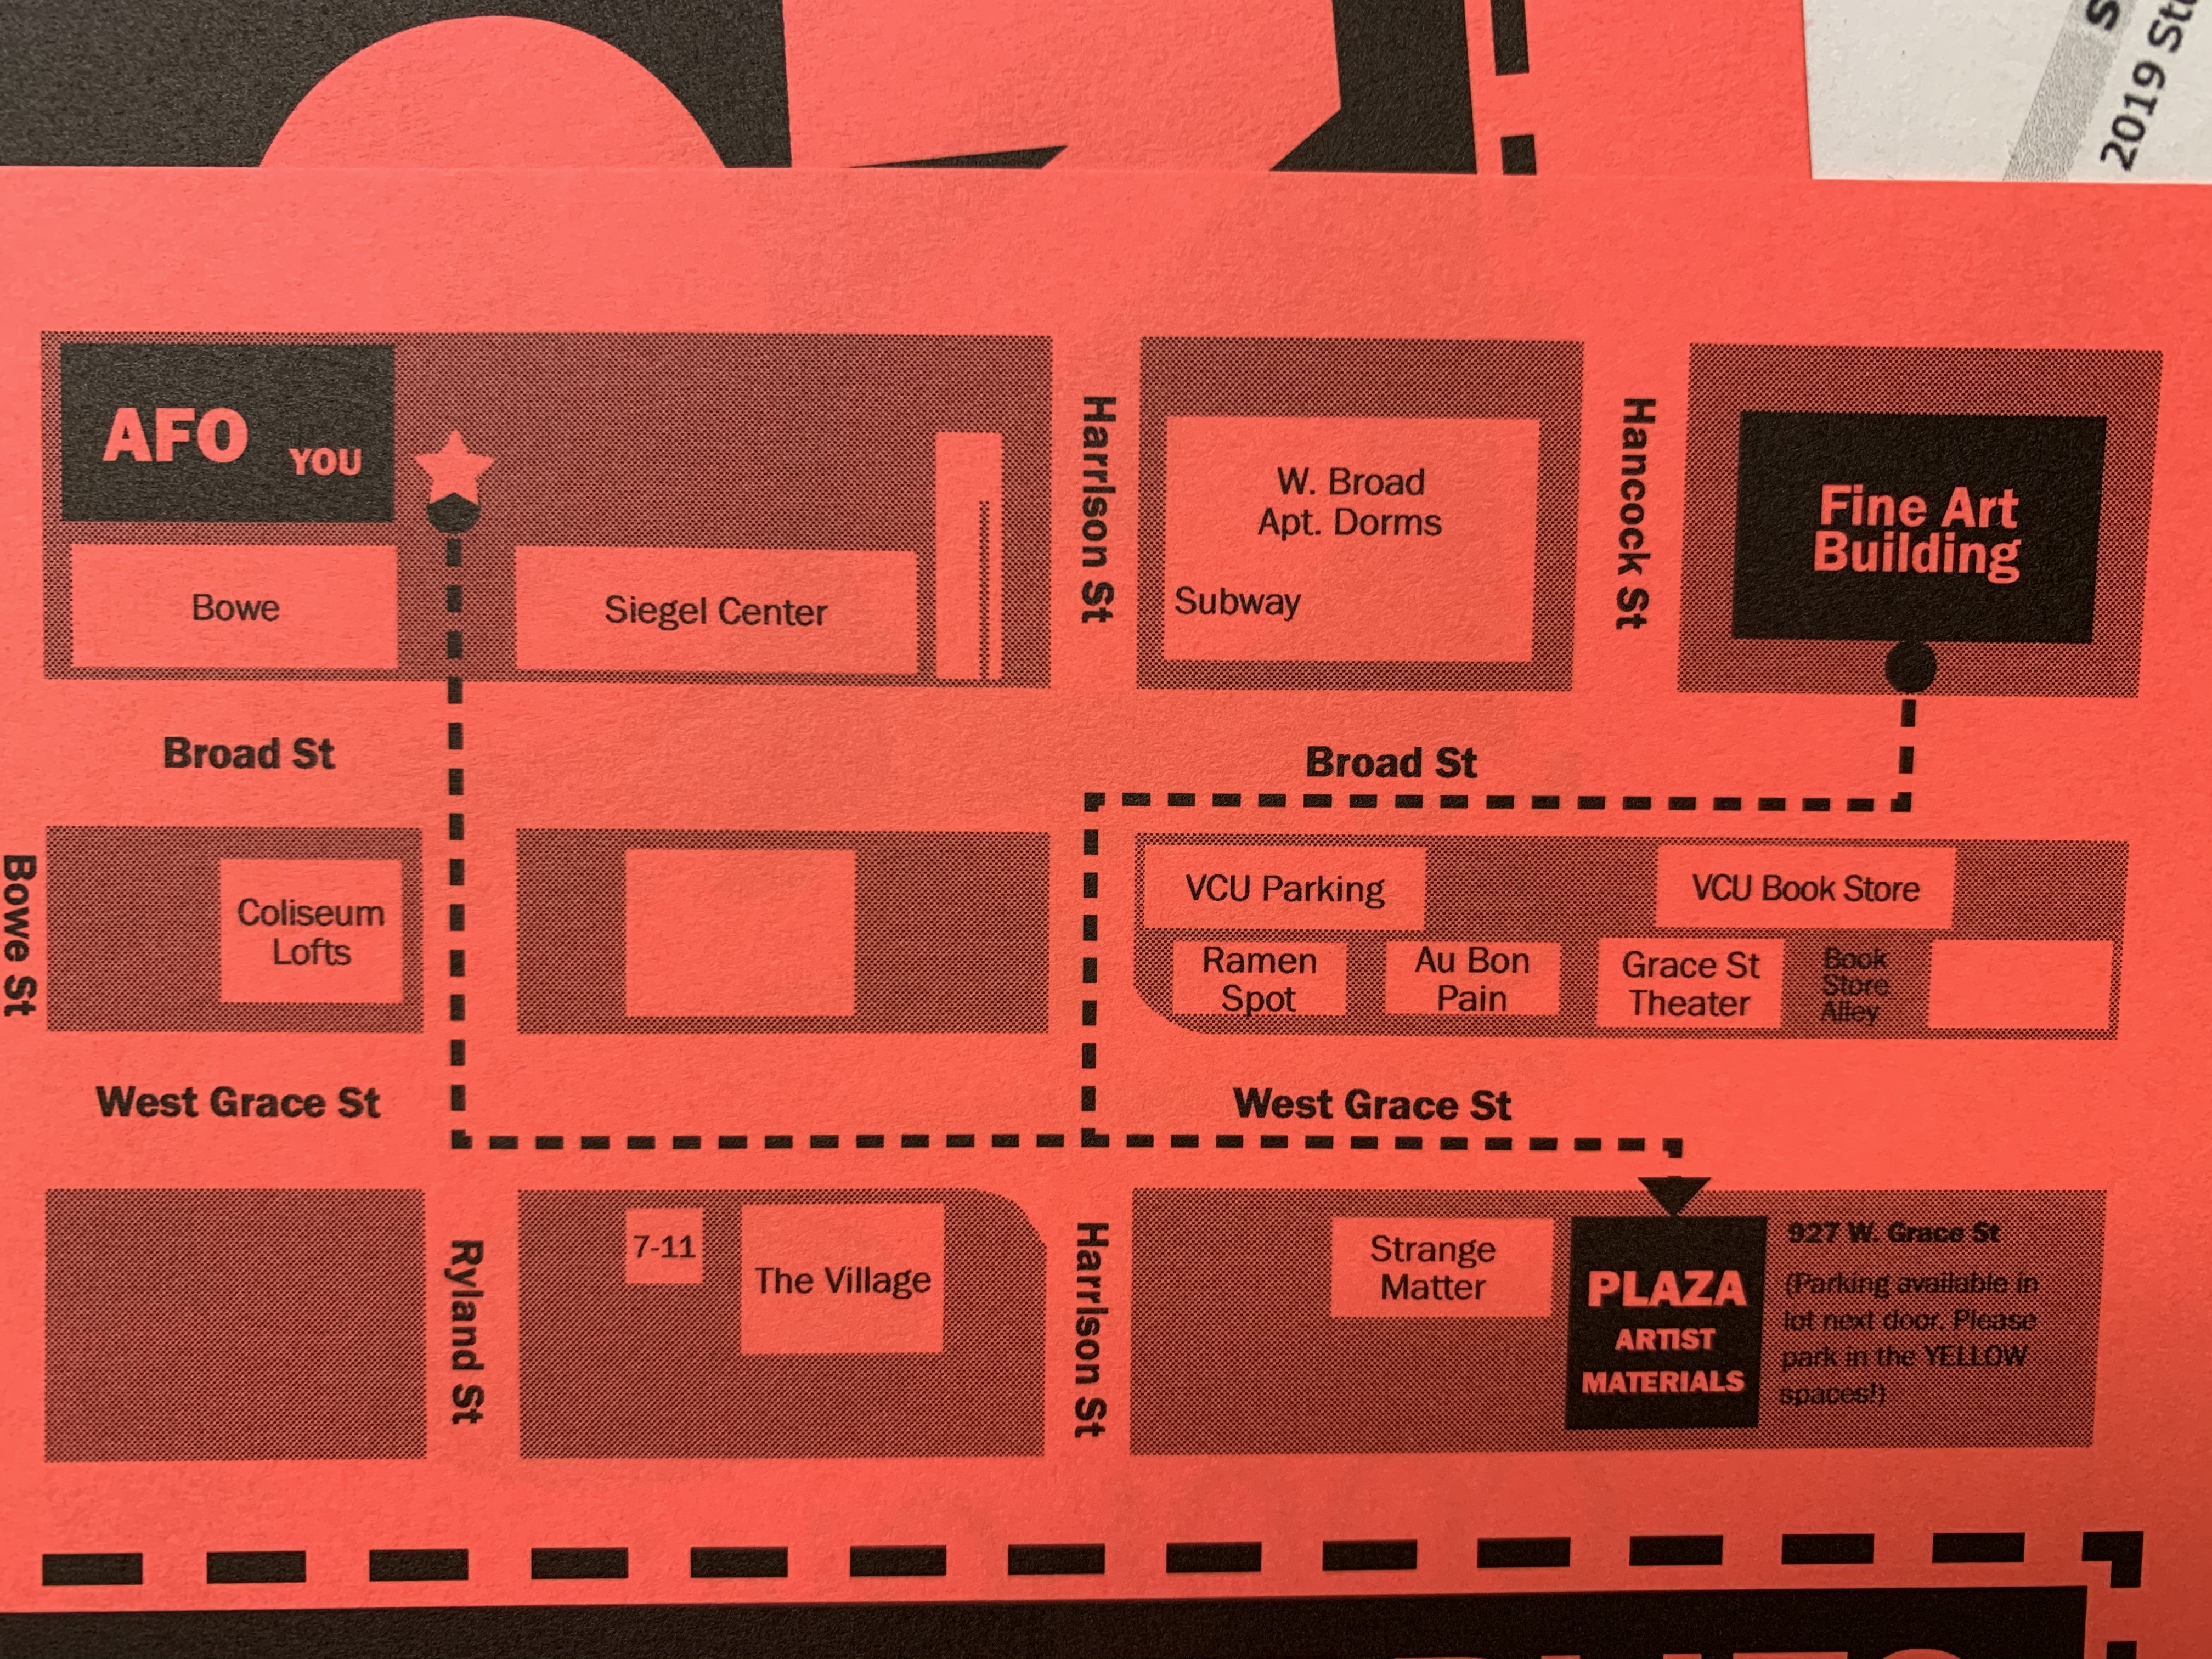 AFO
YOU
Bowe
Siegel Center
W. Broad
Apt. Dorms
Subway
Fine Art
Building
Harrison St
Hancock St
Broad St
Broad St
Bowe St
Coliseum
Lofts
VCU Parking
VCU Book Store
Ramen
Spot
Au Bon
Pain
Grace St
Theater
Book
Store
Alley
West Grace St
West Grace St
Ryland St
7-11
The Village
Harrison St
Strange
Matter
PLAZA
ARTIST
MATERIALS
927 W. Grace St
(Parking available in
lot next door. Please
park in the YELLOW
spaces!)
2019